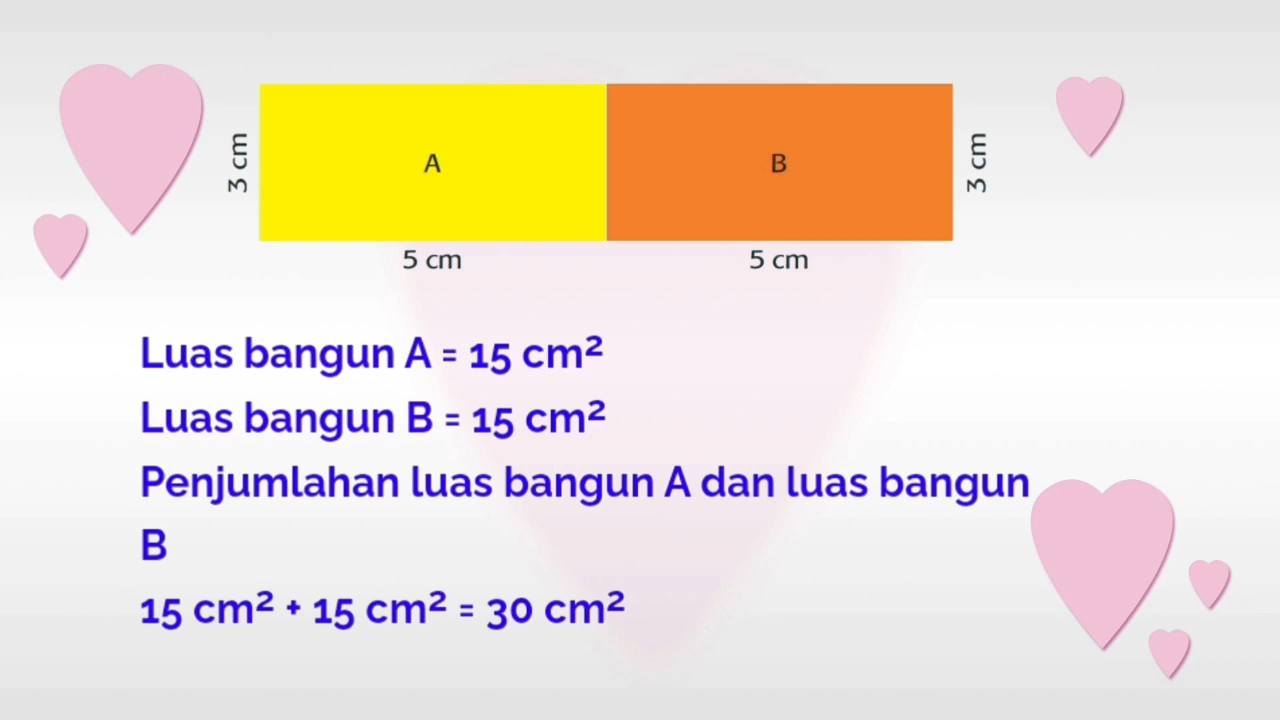 3 cm
A
B
3 cm
5 cm
5 cm
Luas bangun A = 15 cm²
Luas bangun B = 15 cm²
Penjumlahan luas bangun A dan luas bangun
B
15 cm² + 15 cm² = 30 cm²